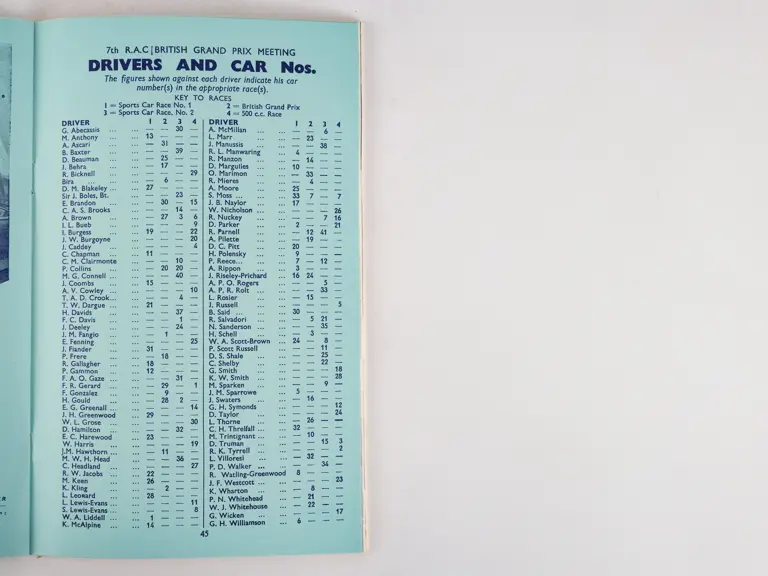 7th R.A.C | BRITISH GRAND PRIX MEETING
DRIVERS AND CAR Nos.
The figures shown against each driver indicate his car
number(s) in the appropriate race(s).
KEY TO RACES
1 = Sports Car Race No. 1 2 = British Grand Prix
3 = Sports Car Race, No. 2 4 = 500 c.c. Race
DRIVER 1 2 3 4
G. Abecassis ... ... — — 30 —
M. Anthony ... ... 13 — — —
A. Ascari ... ... — 31 — —
B. Baxter ... ... — — 39 —
D. Beauman ... ... — 25 — —
J. Behra ... ... — 17 — —
R. Bicknell ... ... — — — 29
Bira ... ... — 6 — —
D. M. Blakeley ... ... 27 — — —
Sir J. Boles, Bt. ... — — 23 —
E. Brandon ... ... — 30 — 15
C. A. S. Brooks ... — — 14 —
A. Brown ... ... — 27 3 6
I. L. Bueb ... ... — — — 9
I. Burgess ... ... 19 — — 22
J. W. Burgoyne ... — — — 20
J. Caddey ... ... — — — 4
C. Chapman ... ... 11 — — —
C. M. Clairmonte ... — — 10 —
P. Collins ... ... — 20 20 —
M. G. Connell ... ... — — 40 —
J. Coombs ... ... 15 — — —
A. V. Cowley ... ... — — — 10
T. A. D. Crook... ... — — 4 —
T. W. Dargue ... ... 21 — — —
H. Davids ... ... — — 37 —
F. C. Davis ... ... — — 1 —
J. Deeley ... ... — — 24 —
J. M. Fangio ... ... — 1 — —
E. Fenning ... ... — — — 25
J. Flander ... ... 31 — — —
P. Frere ... ... — 18 — —
R. Gallagher ... ... 18 — — —
P. Gammon ... ... 12 — — —
F. A. O. Gaze ... ... — — 31 —
F. R. Gerard ... ... — 29 — 1
F. Gonzalez ... ... — 9 — —
H. Gould ... ... — 28 2 —
E. G. Greenall ... ... — — — 14
J. H. Greenwood ... 29 — — —
W. L. Grose ... ... — — — 30
D. Hamilton ... ... — — 32 —
E. C. Harewood ... 23 — — —
W. Harris ... ... — — — 19
J.M. Hawthorn ... ... — 11 — —
M. W. H. Head ... — — 36 —
C. Headland ... ... — — — 27
R. W. Jacobs ... ... 22 — — —
M. Keen ... ... 26 — — —
K. Kling ... ... — 2 — —
L. Leonard ... ... 28 — — —
L. Lewis-Evans ... ... — — — 11
S. Lewis-Evans ... ... — — — 8
W. A. Liddell ... ... 1 — — —
K. McAlpine ... ... 14 — — —
DRIVER 1 2 3 4
A. McMillan ... ... — — 6 —
L. Marr ... ... — 23 — —
J. Manussis ... ... — — 38 —
R. L. Manwaring ... 4 — — —
R. Manzon ... ... — 14 — —
D. Margulies ... ... 10 — — —
O. Marimon ... ... — 33 — —
R. Mieres ... ... — 4 — —
A. Moore ... ... 25 — — —
S. Moss ... ... ... 33 7 — 7
J. B. Naylor ... ... 17 — — —
W. Nicholson ... ... — — — 26
R. Nuckey ... ... — — 7 16
D. Parker ... ... 2 — — 21
R. Parnell ... ... — 12 41 —
A. Pilette ... ... — 19 — —
D. C. Pitt ... ... 20 — — —
H. Polensky ... ... 9 — — —
P. Reece... ... ... 7 — 12 —
A. Rippon ... ... 3 — — —
J. Riseley-Prichard ... 16 24 — —
A. P. O. Rogers ... — — 5 —
A. P. R. Rolt ... ... — — 33 —
L. Rosier ... ... — 15 — —
J. Russell ... ... — — — 5
B. Said ... ... ... 30 — — —
R. Salvadori ... ... — 5 21 —
N. Sanderson ... ... — — 35 —
H. Schell ... ... — 3 — —
W. A. Scott-Brown ... 24 — 8 —
P. Scott Russell ... — — 11 —
D. S. Shale ... ... — — 25 —
C. Shelby ... ... — — 22 —
G. Smith ... ... — — — 18
K. W. Smith ... ... — — — 28
M. Sparken ... ... — — 9 —
J. M. Sparrowe ... 5 — — —
J. Swaters ... ... — 16 — —
G. H. Symonds ... ... — — — 12
D. Taylor ... ... — — — 24
L. Thorne ... ... — 26 — —
C. H. Threlfall ... ... 32 — — —
M. Trintignant ... ... — 10 — —
D. Truman ... ... — — 15 3
R. K. Tyrrell ... ... — — — 2
L. Villoresi ... ... — 32 — —
P. D. Walker ... ... — — 34 —
R. Watling-Greenwood 8 — — —
J. F. Westcott ... ... — — — 23
K. Wharton ... ... — 8 — —
P. N. Whitehead ... — 21 — —
W. J. Whitehouse ... — 22 — —
G. Wicken ... ... — — — 17
G. H. Williamson ... 6 — — —
45